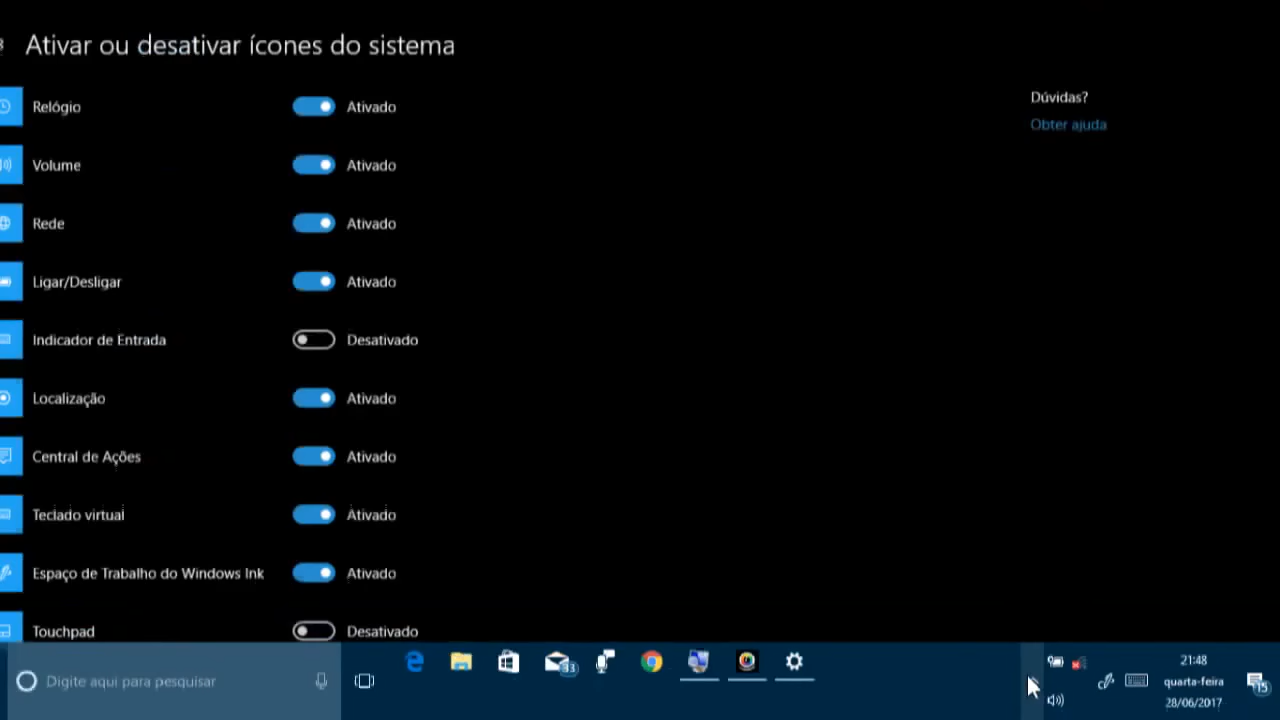 Ativar ou desativar ícones do sistema
Relógio Ativado
Dúvidas?
Obter ajuda
Volume Ativado
Rede Ativado
Ligar/Desligar Ativado
Indicador de Entrada Desativado
Localização Ativado
Central de Ações Ativado
Teclado virtual Ativado
Espaço de Trabalho do Windows Ink Ativado
Touchpad Desativado
Digite aqui para pesquisar
33
21:48
quarta-feira
28/06/2017
15